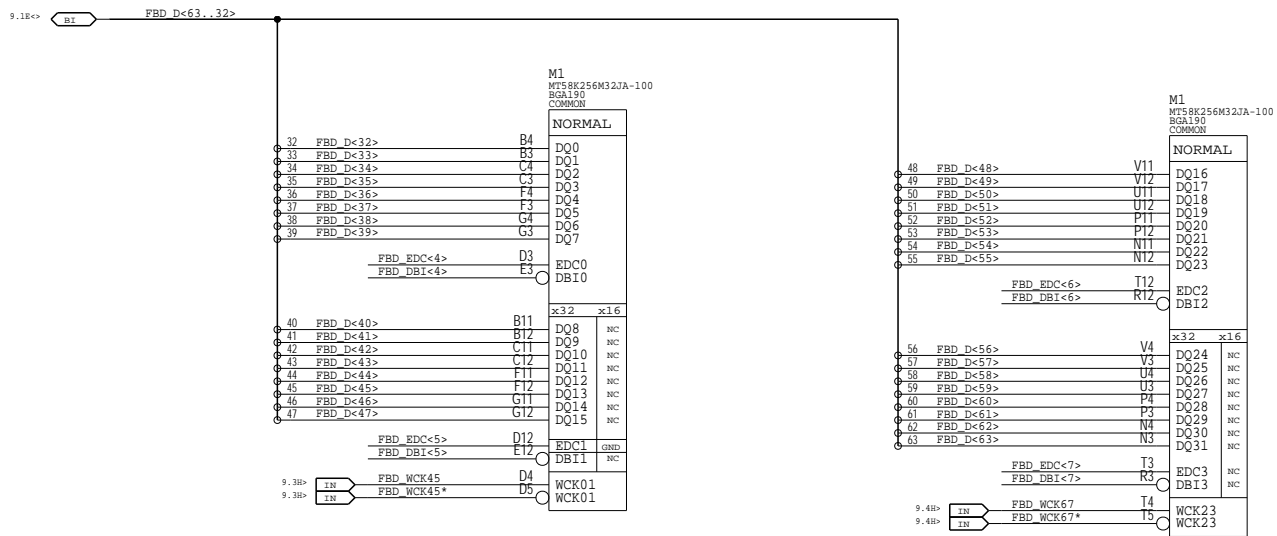 9.1E<> BI FBD_D<63..32>
M1
MT58K256M32JA-100
BGA190
COMMON
NORMAL
32 FBD_D<32> B4 DQ0
33 FBD_D<33> B3 DQ1
34 FBD_D<34> C4 DQ2
35 FBD_D<35> C3 DQ3
36 FBD_D<36> F4 DQ4
37 FBD_D<37> F3 DQ5
38 FBD_D<38> G4 DQ6
39 FBD_D<39> G3 DQ7
FBD_EDC<4> D3 EDC0
FBD_DBI<4> E3 DBI0
x32 x16
40 FBD_D<40> B11 DQ8 NC
41 FBD_D<41> B12 DQ9 NC
42 FBD_D<42> C11 DQ10 NC
43 FBD_D<43> C12 DQ11 NC
44 FBD_D<44> F11 DQ12 NC
45 FBD_D<45> F12 DQ13 NC
46 FBD_D<46> G11 DQ14 NC
47 FBD_D<47> G12 DQ15 NC
FBD_EDC<5> D12 EDC1 GND
FBD_DBI<5> E12 DBI1 NC
9.3H> IN FBD_WCK45 D4 WCK01
9.3H> IN FBD_WCK45* D5 WCK01
M1
MT58K256M32JA-100
BGA190
COMMON
NORMAL
48 FBD_D<48> V11 DQ16
49 FBD_D<49> V12 DQ17
50 FBD_D<50> U11 DQ18
51 FBD_D<51> U12 DQ19
52 FBD_D<52> P11 DQ20
53 FBD_D<53> P12 DQ21
54 FBD_D<54> N11 DQ22
55 FBD_D<55> N12 DQ23
FBD_EDC<6> T12 EDC2
FBD_DBI<6> R12 DBI2
x32 x16
56 FBD_D<56> V4 DQ24 NC
57 FBD_D<57> V3 DQ25 NC
58 FBD_D<58> U4 DQ26 NC
59 FBD_D<59> U3 DQ27 NC
60 FBD_D<60> P4 DQ28 NC
61 FBD_D<61> P3 DQ29 NC
62 FBD_D<62> N4 DQ30 NC
63 FBD_D<63> N3 DQ31 NC
FBD_EDC<7> T3 EDC3 NC
FBD_DBI<7> R3 DBI3 NC
9.4H> IN FBD_WCK67 T4 WCK23
9.4H> IN FBD_WCK67* T5 WCK23